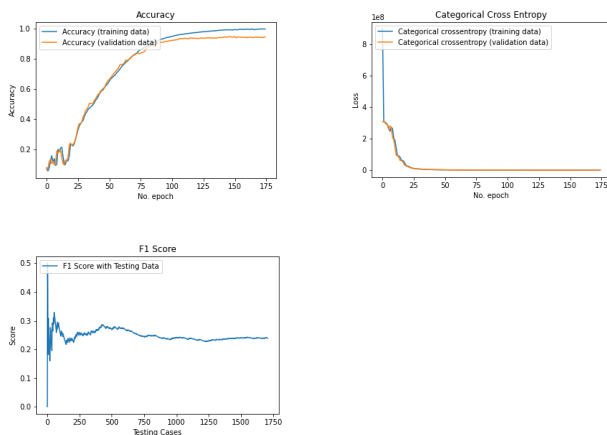 Accuracy
Accuracy (training data)
Accuracy (validation data)
1.0
0.8
0.6
0.4
0.2
Accuracy
0 25 50 75 100 125 150 175
No. epoch
Categorical Cross Entropy
1e8
Categorical crossentropy (training data)
Categorical crossentropy (validation data)
8
6
4
2
0
Loss
0 25 50 75 100 125 150 175
No. epoch
F1 Score
F1 Score with Testing Data
0.5
0.4
0.3
0.2
0.1
0.0
Score
0 250 500 750 1000 1250 1500 1750
Testing Cases